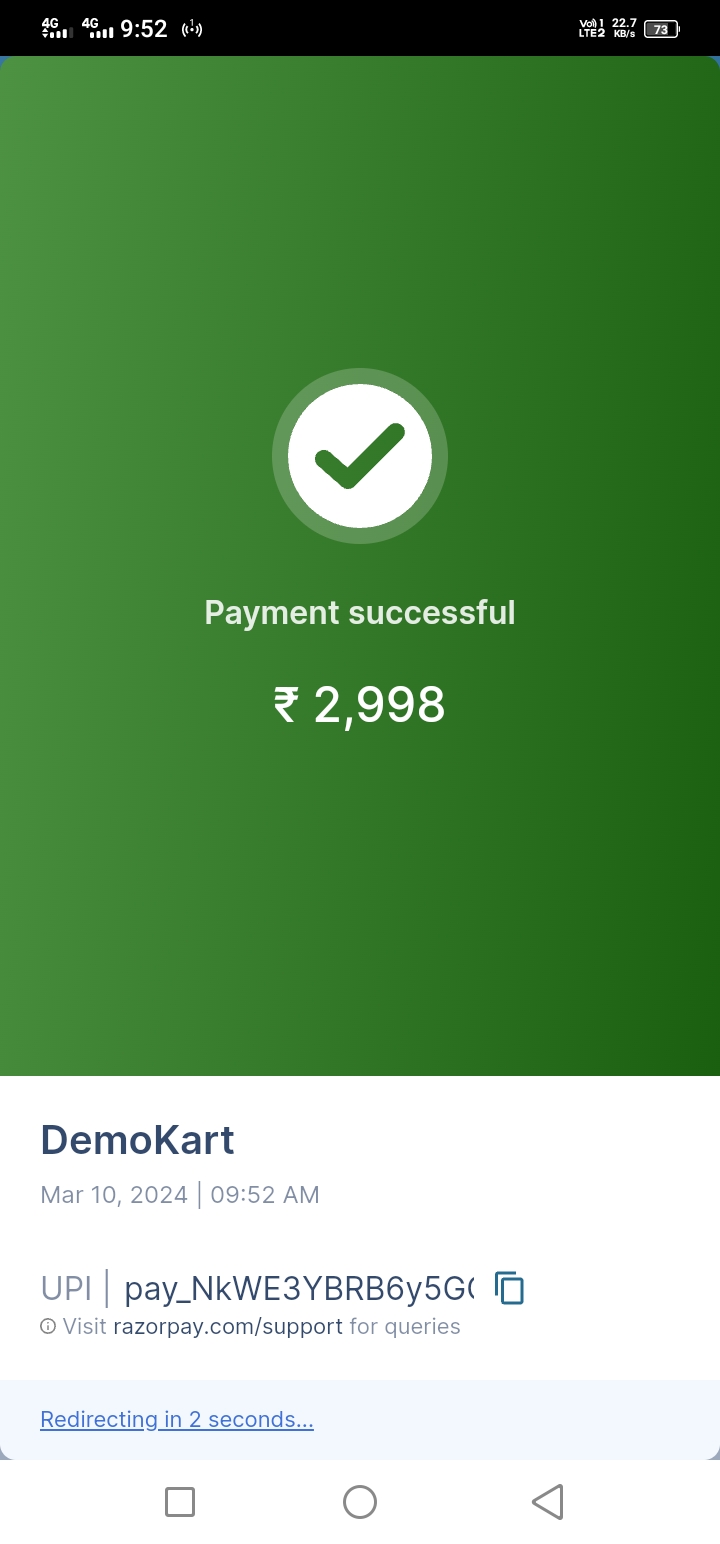 4G 4G 9:52 1 Vo) 1 LTE2 22.7 KB/s 73
Payment successful
₹ 2,998
DemoKart
Mar 10, 2024 | 09:52 AM
UPI | pay_NkWE3YBRB6y5G
Visit razorpay.com/support for queries
Redirecting in 2 seconds...